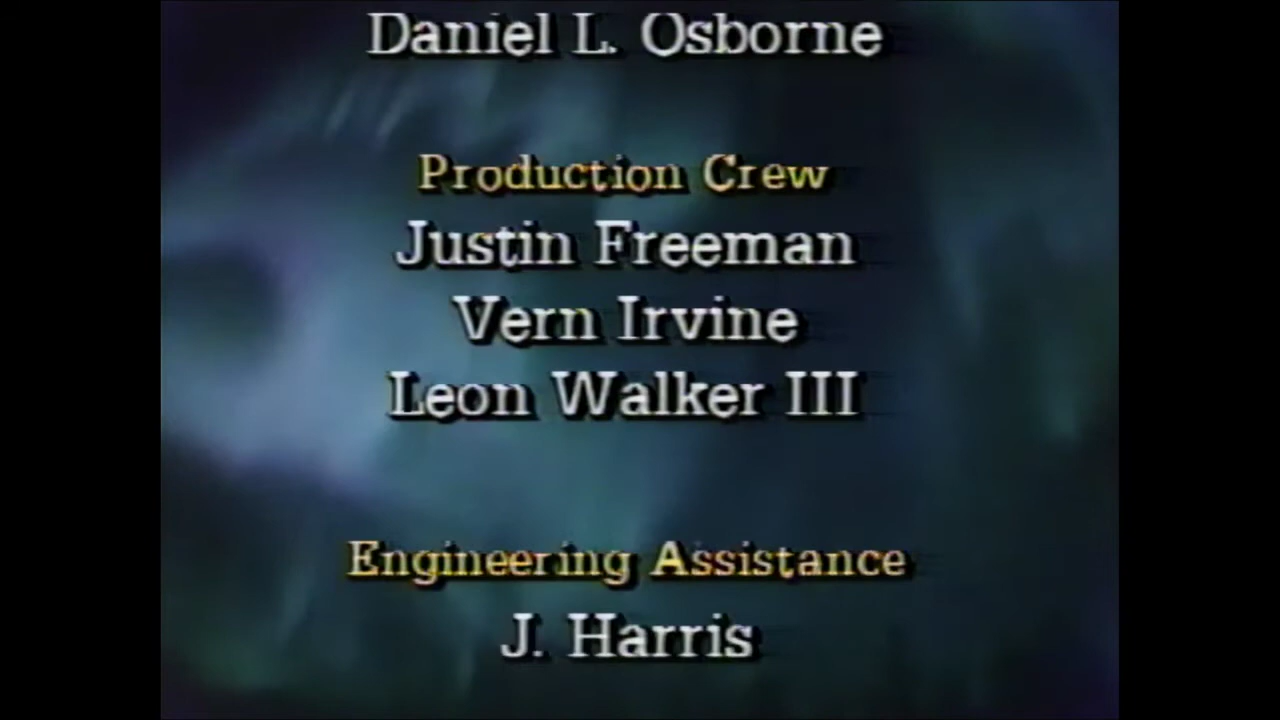 Daniel L. Osborne
Production Crew
Justin Freeman
Vern Irvine
Leon Walker III
Engineering Assistance
J. Harris